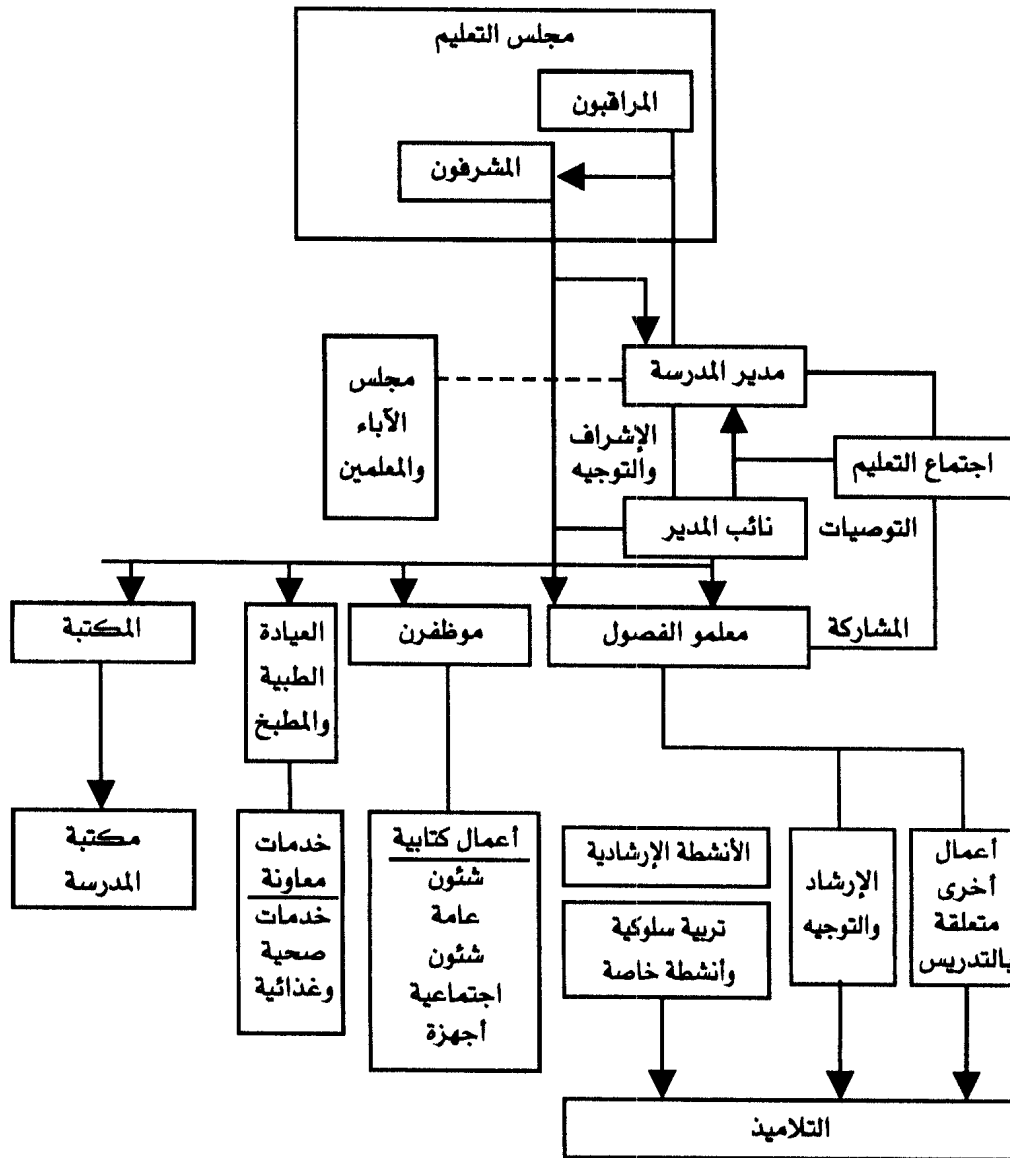 مجلس التعليم
المراقبون
المشرفون
مدير المدرسة
مجلس
الآباء
والمعلمين
الإشراف
والتوجيه
اجتماع التعليم
نائب المدير
التوصيات
معلمو الفصول
المشاركة
موظفرن
العيادة
الطبية
والمطبخ
المكتبة
أعمال
أخرى
متعلقة
بالتدريس
الإرشاد
والتوجيه
الأنشطة الإرشادية
تربية سلوكية
وأنشطة خاصة
أعمال كتابية
شئون
عامة
شئون
اجتماعية
أجهزة
خدمات
معاونة
خدمات
صحية
وغذائية
مكتبة
المدرسة
التلاميذ